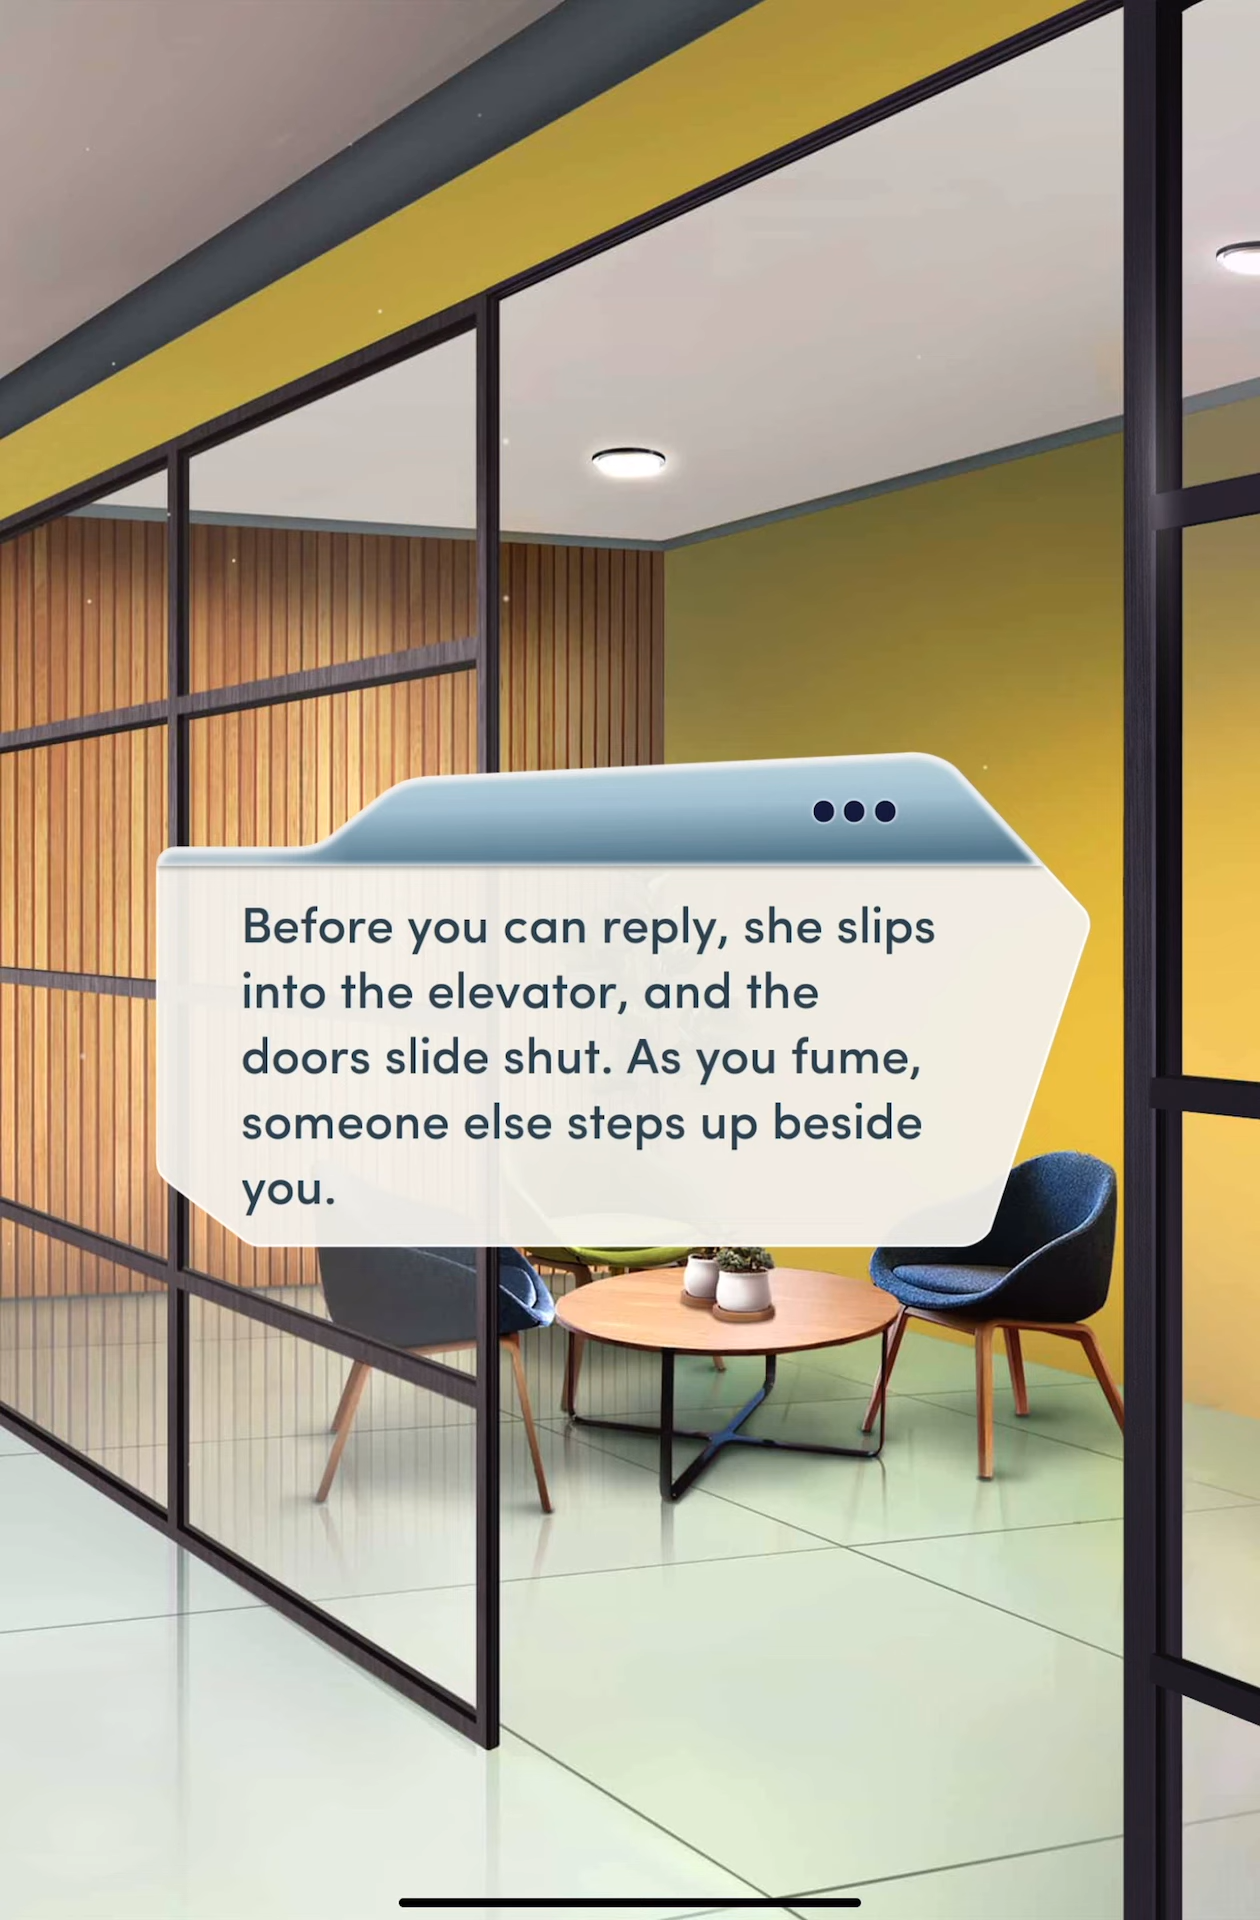 Before you can reply, she slips
into the elevator, and the
doors slide shut. As you fume,
someone else steps up beside
you.